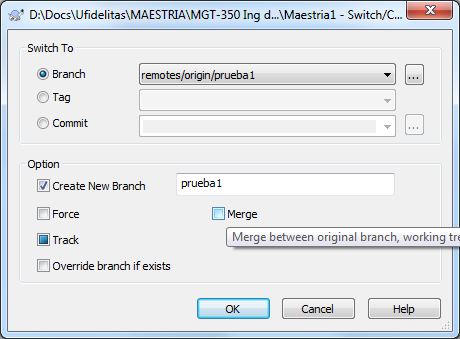 D:\Docs\Ufidelitas\MAESTRIA\MGT-350 Ing d...\Maestria1 - Switch/C...
Switch To
Branch remotes/origin/prueba1 ...
Tag
Commit ...
Option
Create New Branch prueba1
Force Merge
Track Merge between original branch, working
Override branch if exists
OK Cancel Help